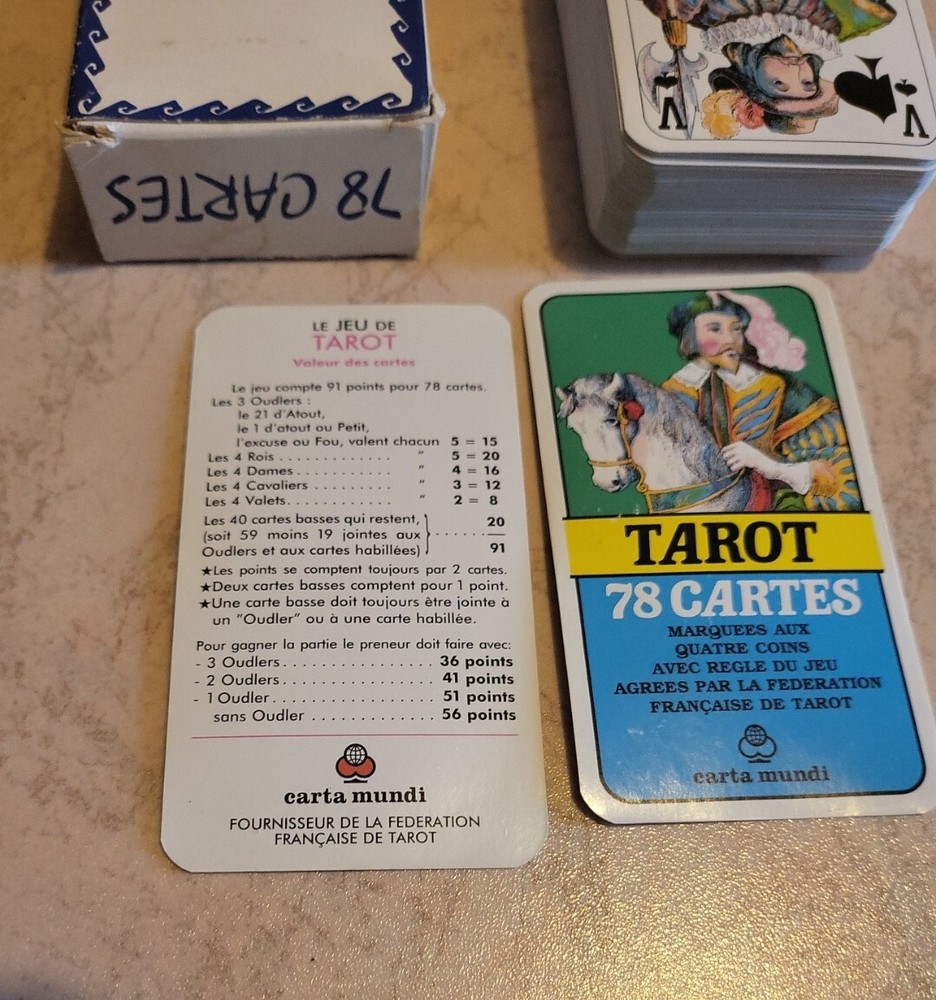 78 CARTES
V
V
LE JEU DE
TAROT
Valeur des cartes
Le jeu compte 91 points pour 78 cartes.
Les 3 Oudlers :
le 21 d'Atout,
le 1 d'atout ou Petit,
l'excuse ou Fou, valent chacun 5 = 15
Les 4 Rois . . . . . . . . . . . . . " 5 = 20
Les 4 Dames . . . . . . . . . . . " 4 = 16
Les 4 Cavaliers . . . . . . . . . " 3 = 12
Les 4 Valets. . . . . . . . . . . . " 2 = 8
Les 40 cartes basses qui restent, 20
(soit 59 moins 19 jointes aux
Oudlers et aux cartes habillées) 91
★Les points se comptent toujours par 2 cartes.
★Deux cartes basses comptent pour 1 point.
★Une carte basse doit toujours être jointe à
un "Oudler" ou à une carte habillée.
Pour gagner la partie le preneur doit faire avec:
- 3 Oudlers . . . . . . . . . . . . . . . . . 36 points
- 2 Oudlers . . . . . . . . . . . . . . . . . 41 points
- 1 Oudler . . . . . . . . . . . . . . . . . . 51 points
sans Oudler . . . . . . . . . . . . . . 56 points
carta mundi
FOURNISSEUR DE LA FEDERATION
FRANÇAISE DE TAROT
TAROT
78 CARTES
MARQUEES AUX
QUATRE COINS
AVEC REGLE DU JEU
AGREES PAR LA FEDERATION
FRANÇAISE DE TAROT
carta mundi